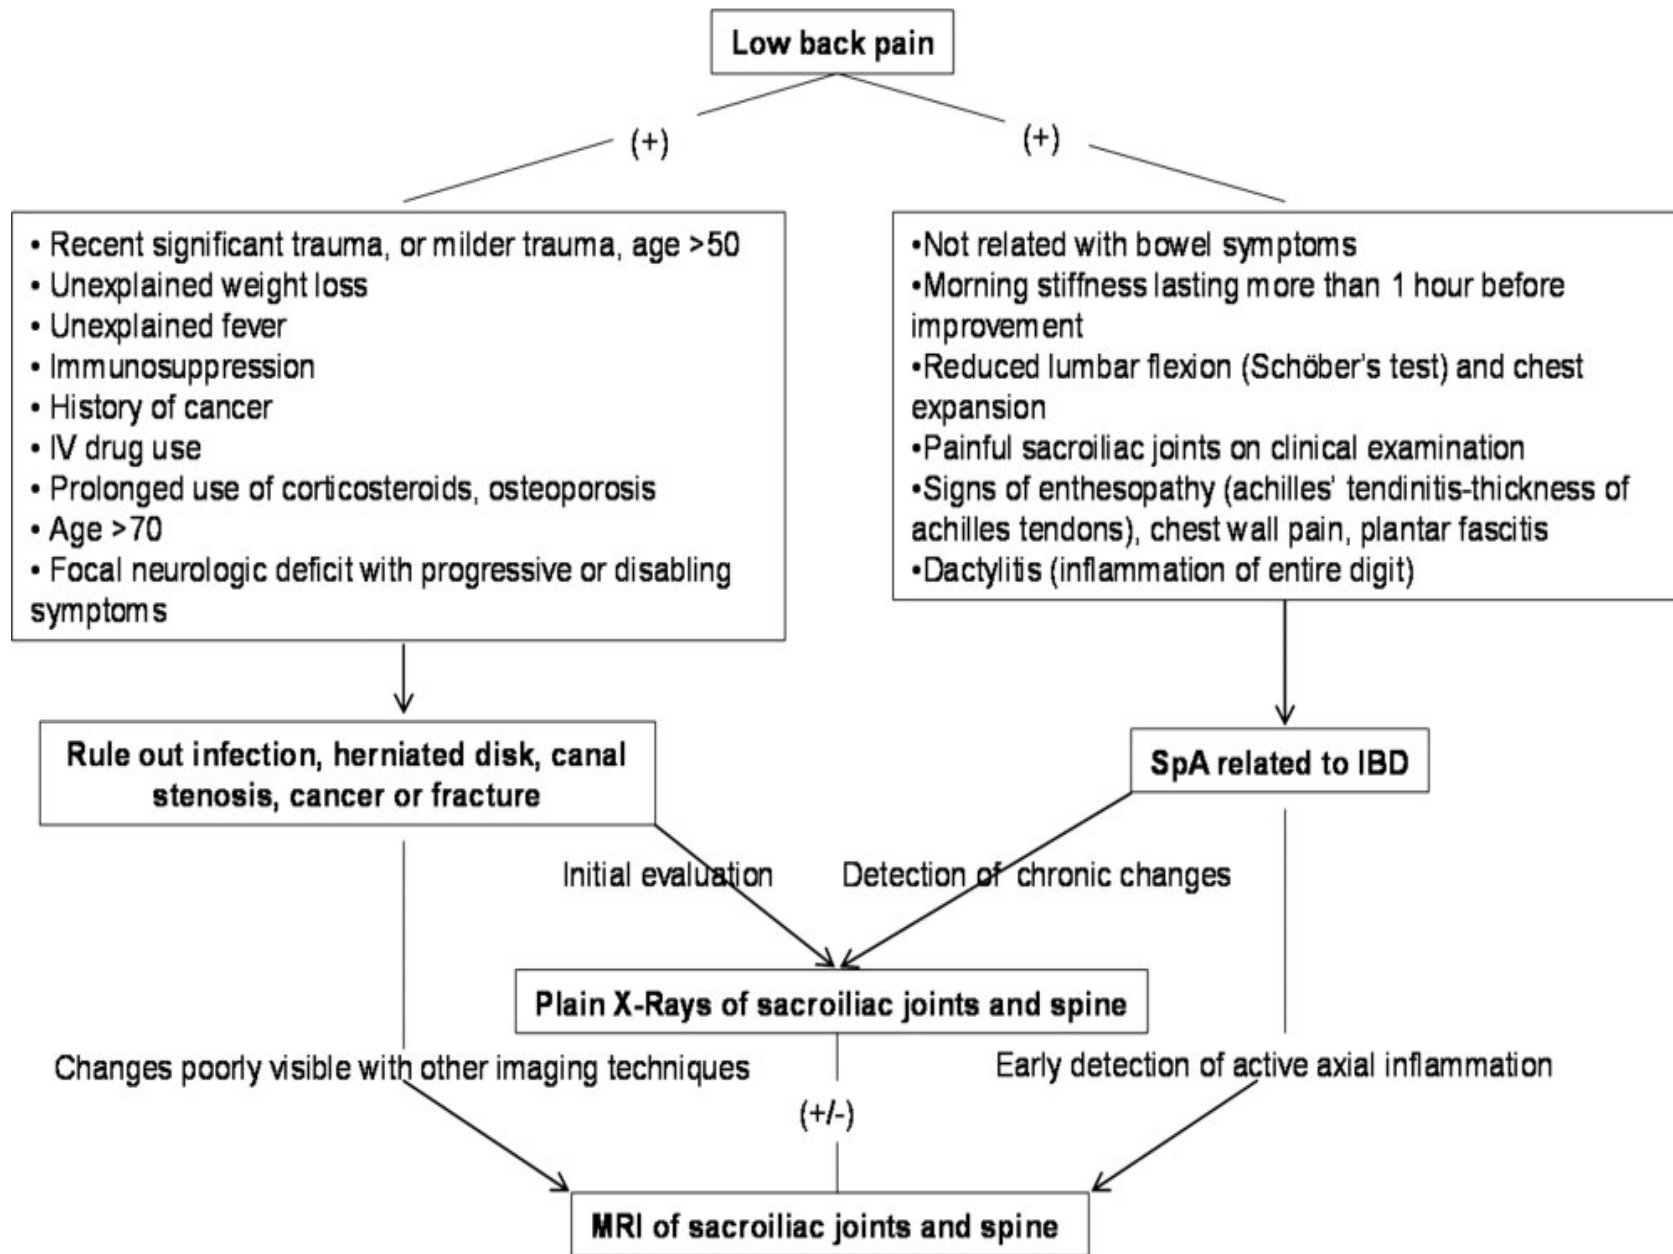 Low back pain
(+)
(+)
• Recent significant trauma, or milder trauma, age >50
• Unexplained weight loss
• Unexplained fever
• Immunosuppression
• History of cancer
• IV drug use
• Prolonged use of corticosteroids, osteoporosis
• Age >70
• Focal neurologic deficit with progressive or disabling
symptoms
•Not related with bowel symptoms
•Morning stiffness lasting more than 1 hour before
improvement
•Reduced lumbar flexion (Schöber's test) and chest
expansion
•Painful sacroiliac joints on clinical examination
•Signs of enthesopathy (achilles' tendinitis-thickness of
achilles tendons), chest wall pain, plantar fascitis
•Dactylitis (inflammation of entire digit)
Rule out infection, herniated disk, canal
stenosis, cancer or fracture
SpA related to IBD
Initial evaluation
Detection of chronic changes
Plain X-Rays of sacroiliac joints and spine
Changes poorly visible with other imaging techniques
Early detection of active axial inflammation
(+/-)
MRI of sacroiliac joints and spine